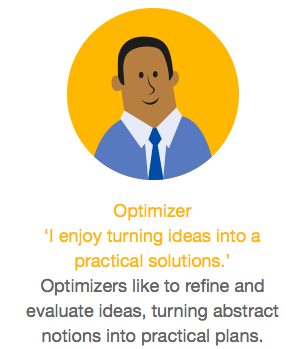 Optimizer
‘I enjoy turning ideas into a
practical solutions.’
Optimizers like to refine and
evaluate ideas, turning abstract
notions into practical plans.